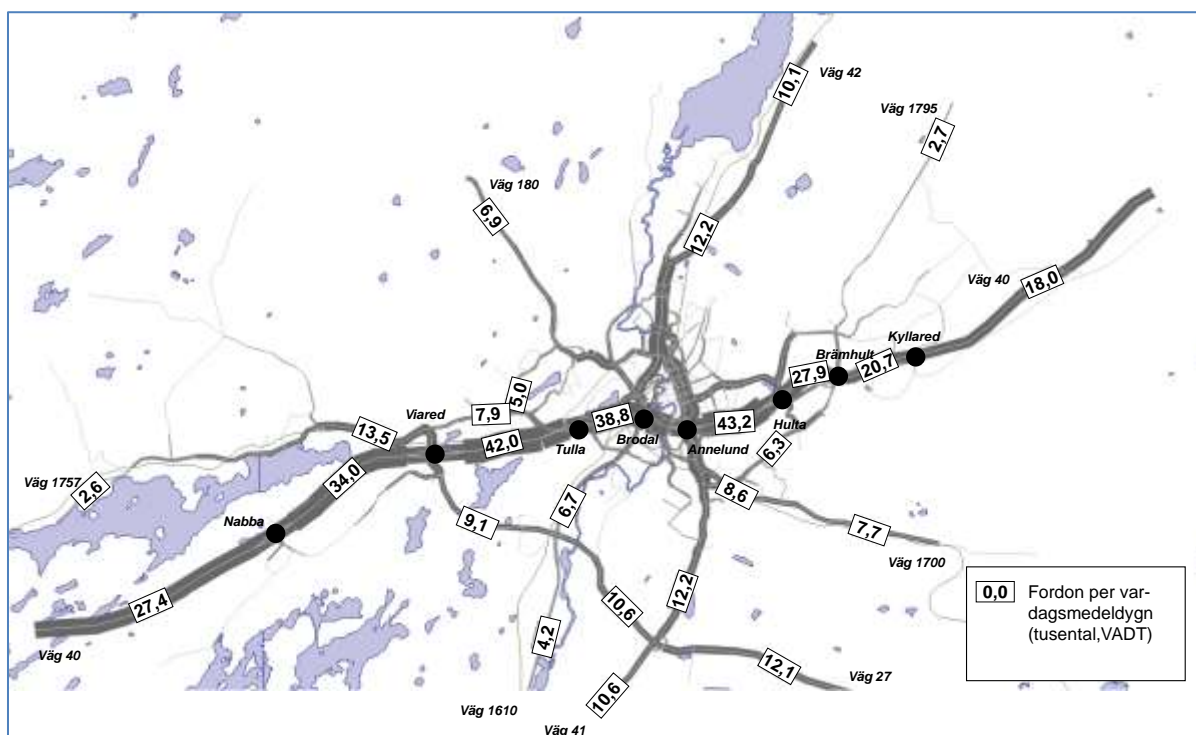 10,1
Väg 42
Väg 1795
2,7
Väg 180
6,9
12,2
Väg 40
18,0
Kyllared
Brämhult
20,7
27,9
Hulta
5,0
7,9
38,8
43,2
Viared
13,5
42,0
Tulla
Brodal
Annelund
6,3
34,0
Väg 1757
2,6
6,7
8,6
Nabba
9,1
7,7
Väg 1700
12,2
27,4
10,6
4,2
Väg 40
12,1
Väg 27
10,6
Väg 1610
Väg 41
0,0 Fordon per var-
dagsmedeldygn
(tusental,VADT)